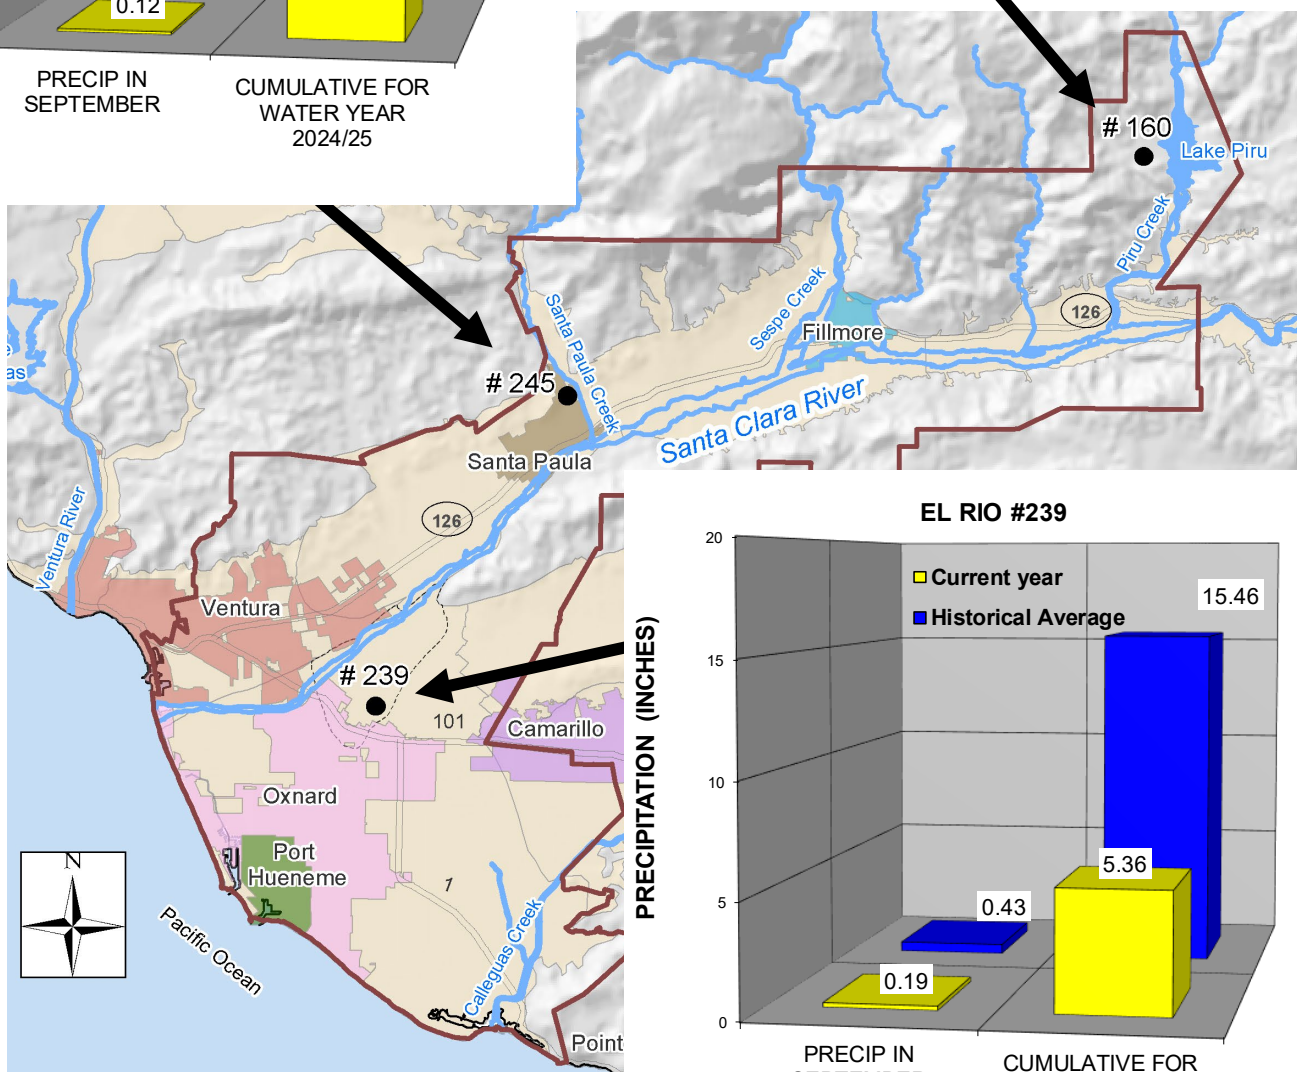 0.12
PRECIP IN
SEPTEMBER
CUMULATIVE FOR
WATER YEAR
2024/25
# 160
Lake Piru
Piru Creek
126
Sespe Creek
Fillmore
Santa Paula Creek
# 245
Santa Clara River
Santa Paula
126
as
Ventura River
Ventura
# 239
101
Camarillo
Oxnard
Port
Hueneme
1
N
Pacific Ocean
Calleguas Creek
Point
EL RIO #239
Current year
Historical Average
PRECIPITATION (INCHES)
20
15
10
5
0
15.46
5.36
0.43
0.19
PRECIP IN
CUMULATIVE FOR